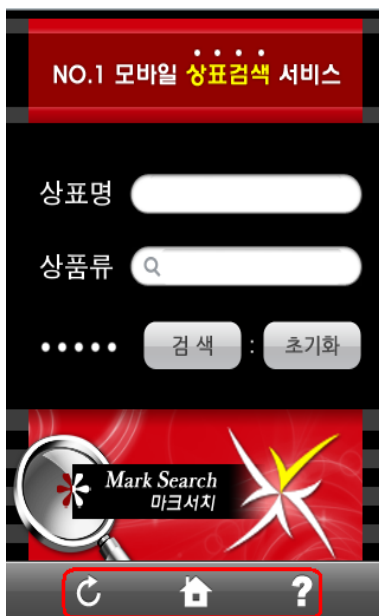 NO.1 모바일 상표검색 서비스
상표명
상품류
검 색 : 초기화
Mark Search
마크서치
?